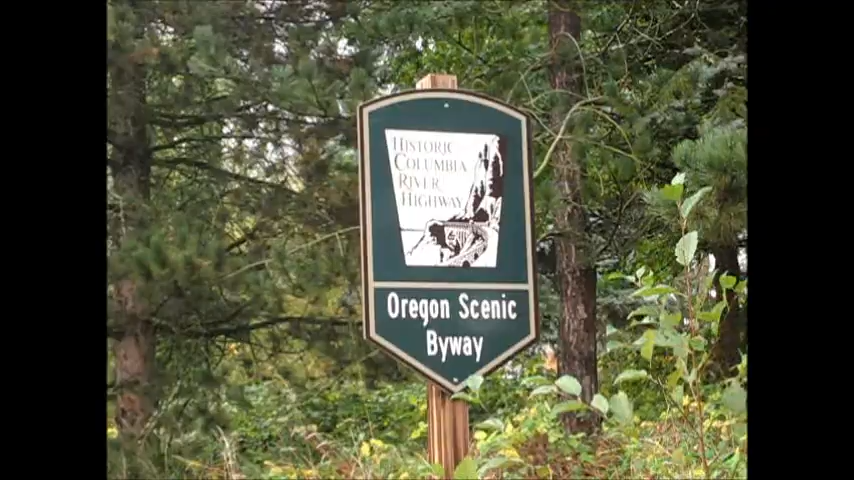 HISTORIC
COLUMBIA
RIVER
HIGHWAY
Oregon Scenic
Byway